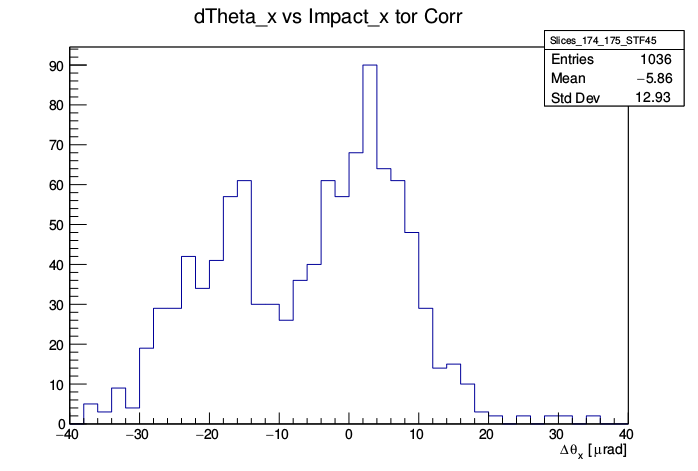 dTheta_x vs Impact_x tor Corr
Slices_174_175_STF45
Entries 1036
Mean −5.86
Std Dev 12.93
90
80
70
60
50
40
30
20
10
0
−40 −30 −20 −10 0 10 20 30 40
Δθx [μrad]